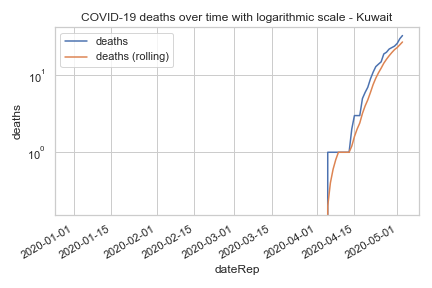 COVID-19 deaths over time with logarithmic scale - Kuwait
deaths
deaths (rolling)
10¹
10⁰
deaths
2020-01-01
2020-01-15
2020-02-01
2020-02-15
2020-03-01
2020-03-15
2020-04-01
2020-04-15
2020-05-01
dateRep